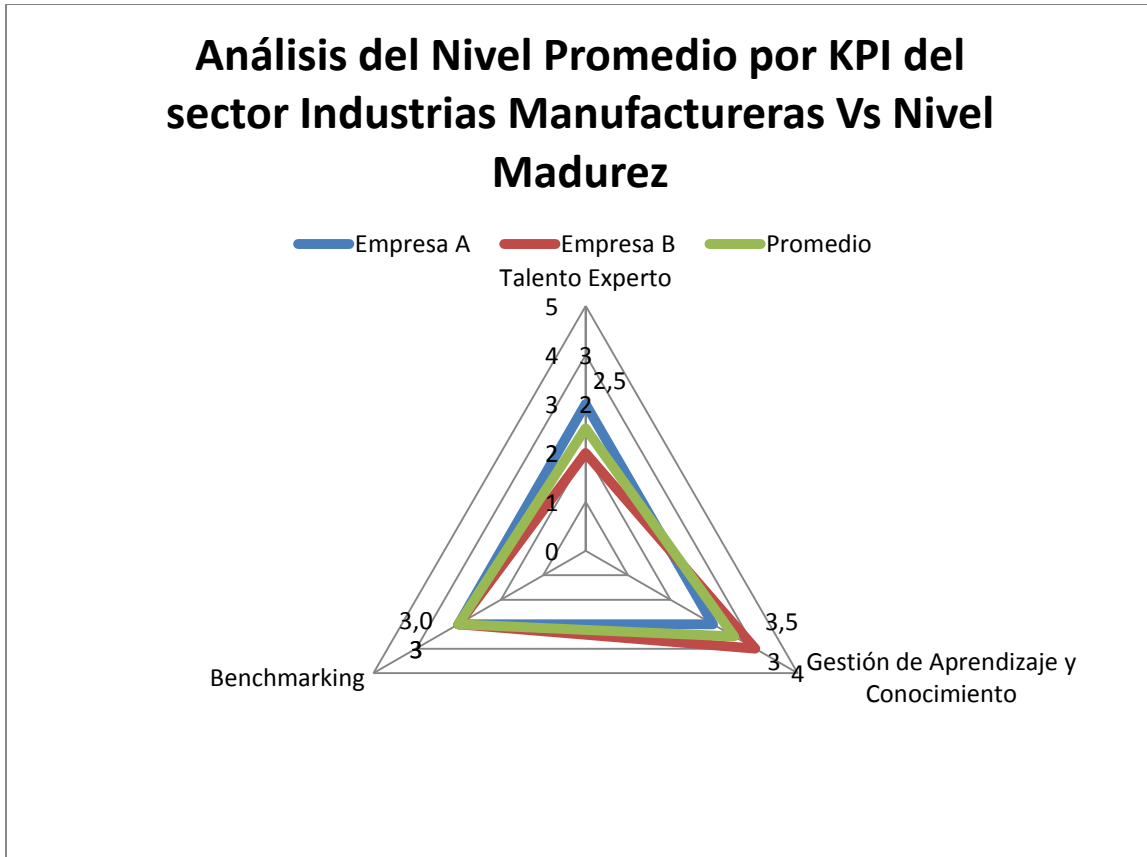 Análisis del Nivel Promedio por KPI del
sector Industrias Manufactureras Vs Nivel
Madurez
Empresa A Empresa B Promedio
Talento Experto
5
4 3
2,5
3 2
2
1
0
3,0 3,5
3 3 4
Gestión de Aprendizaje y
Conocimiento
Benchmarking